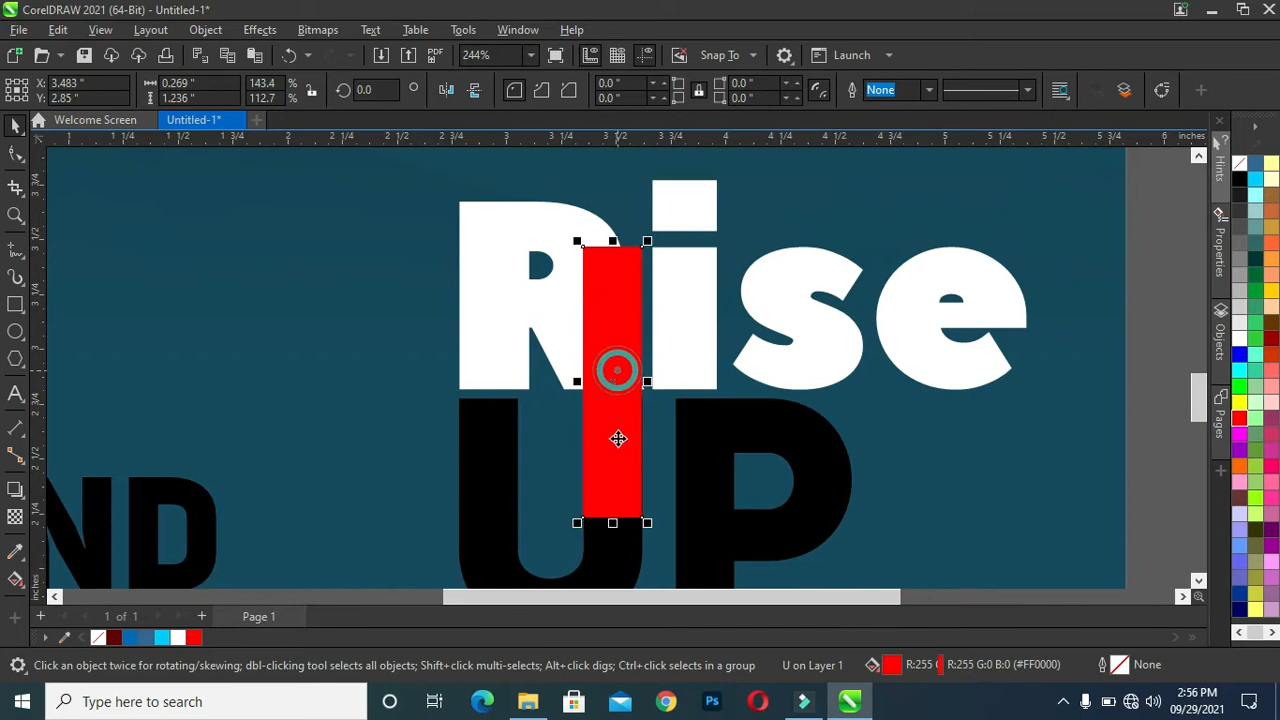 CorelDRAW 2021 (64-Bit) - Untitled-1*
File Edit View Layout Object Effects Bitmaps Text Table Tools Window Help
PDF 244% Snap To Launch
X: 3.483 " 0.269 " 143.4 % 0.0 0.0 " 0.0 " None
Y: 2.85 " 1.236 " 112.7 % 0.0 " 0.0 "
Welcome Screen Untitled-1*
1 1 1/4 1 1/2 1 3/4 2 2 1/4 2 1/2 2 3/4 3 3 1/4 3 1/2 3 3/4 4 4 1/4 4 1/2 4 3/4 5 5 1/4 5 1/2 5 3/4 6 inches
Hints
Properties
Objects
Pages
Rise
UP
ND
inches
1 of 1 Page 1
Click an object twice for rotating/skewing; dbl-clicking tool selects all objects; Shift+click multi-selects; Alt+click digs; Ctrl+click selects in a group U on Layer 1 R:255 G:0 B:0 (#FF0000) None
Type here to search Ps 2:56 PM
09/29/2021